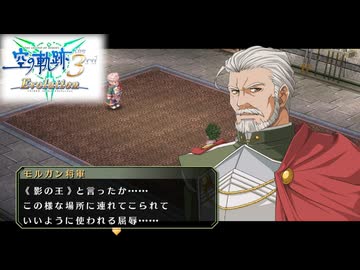 空の軌跡
3rd
Evolution
モルガン将軍
《影の王》と言ったか……
この様な場所に連れてこられて
いいように使われる屈辱……